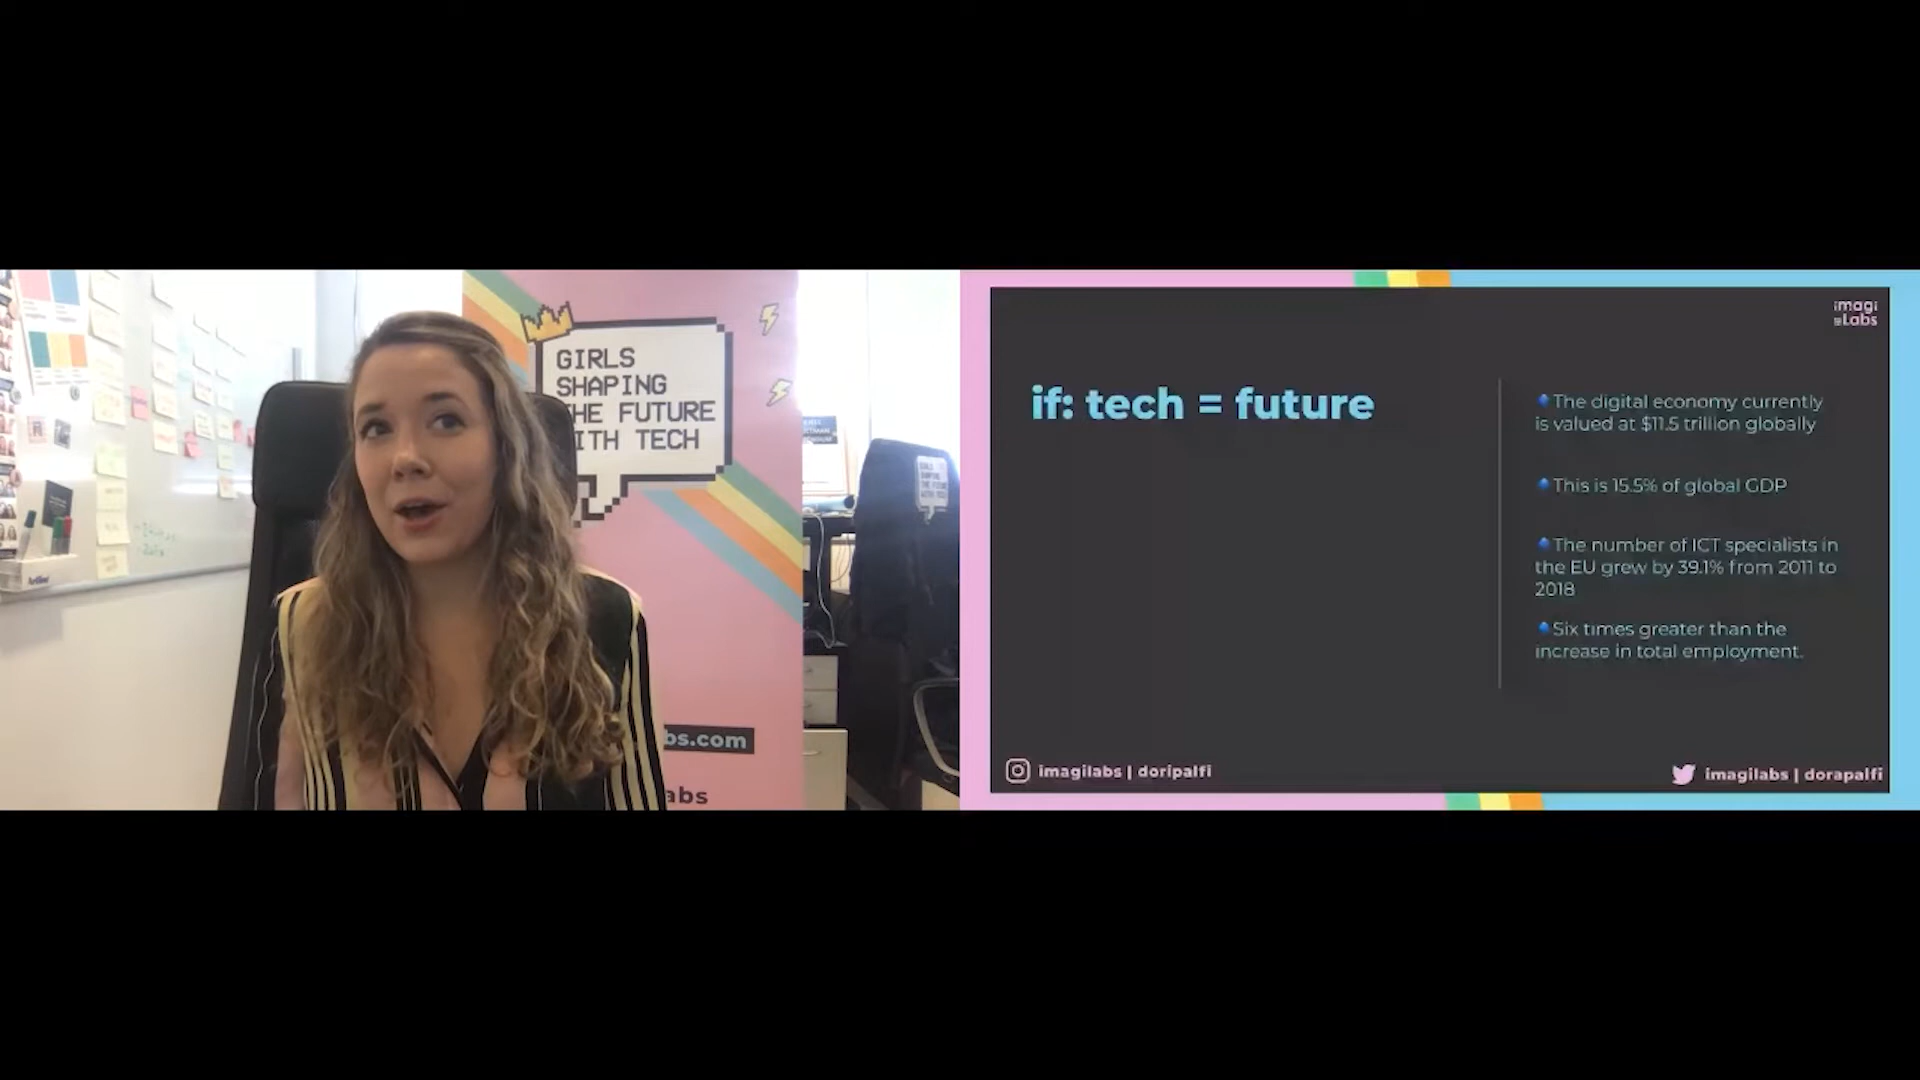 GIRLS
SHAPING
THE FUTURE
WITH TECH
bs.com
abs
imagi
Labs
if: tech = future
The digital economy currently
is valued at $11.5 trillion globally
This is 15.5% of global GDP
The number of ICT specialists in
the EU grew by 39.1% from 2011 to
2018
Six times greater than the
increase in total employment.
imagilabs | doripalfi
imagilabs | dorapalfi